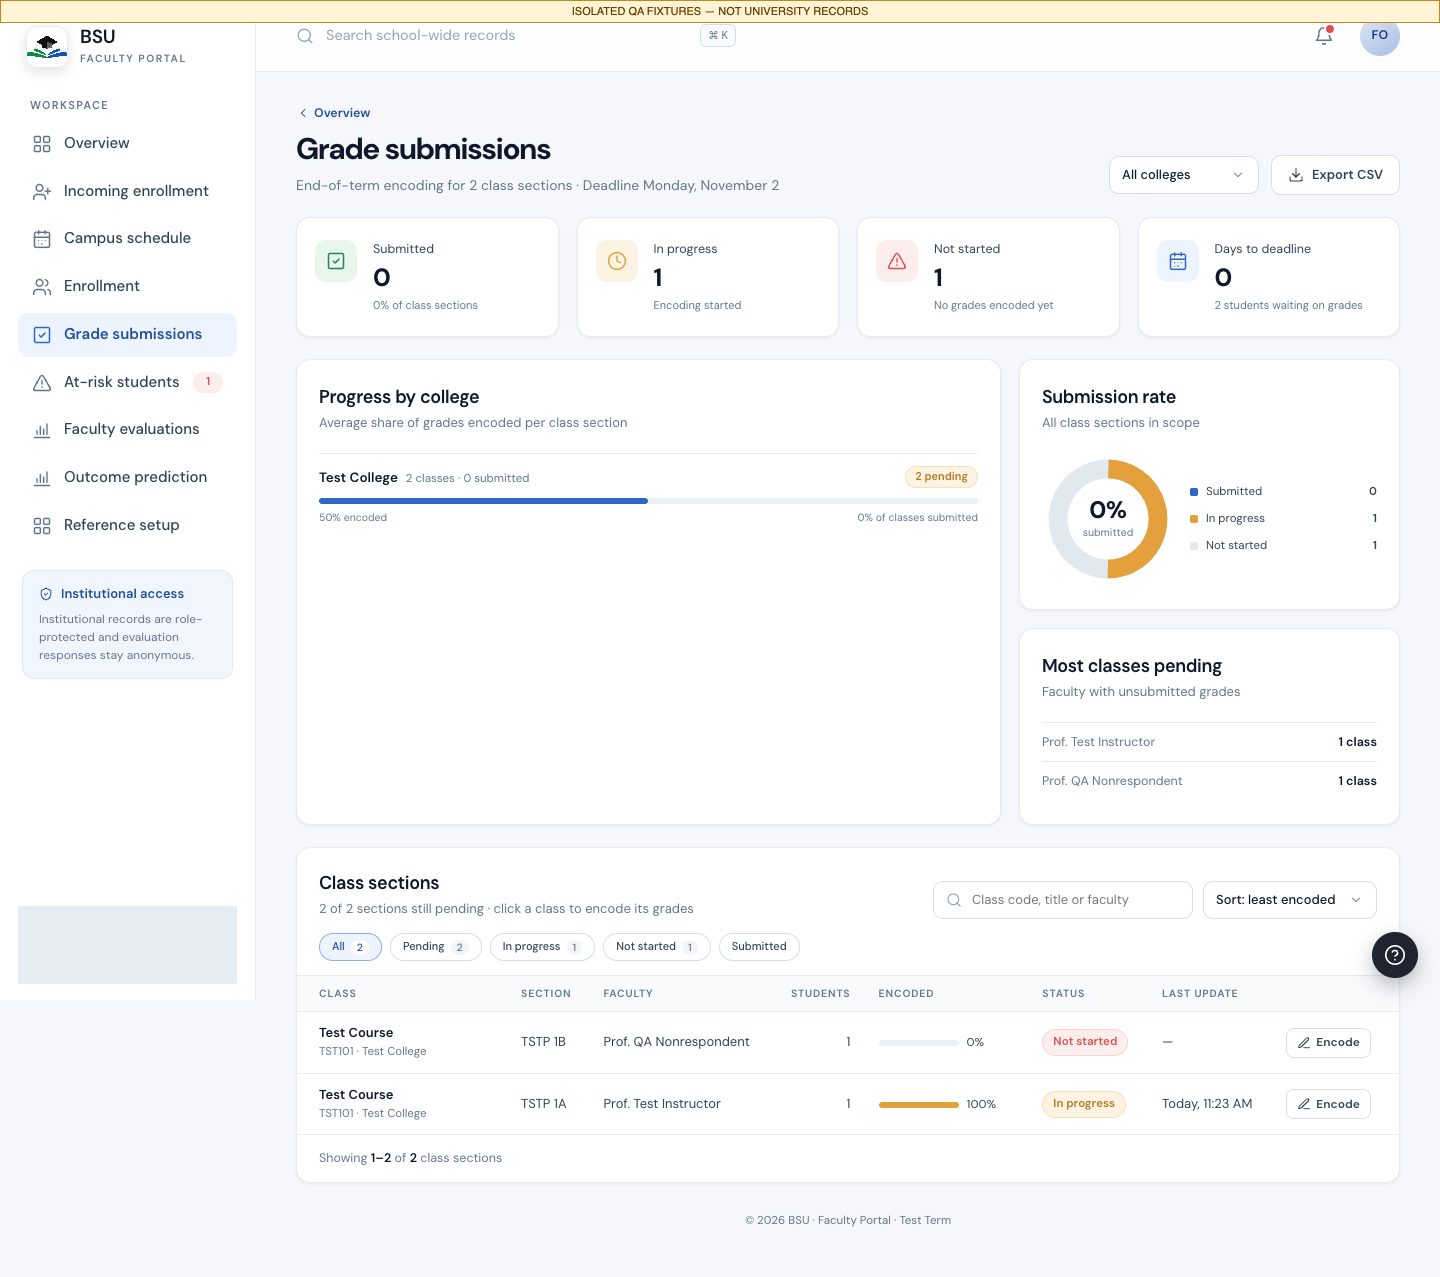 ISOLATED QA FIXTURES — NOT UNIVERSITY RECORDS
BSU
FACULTY PORTAL
Search school-wide records
⌘ K
FO
WORKSPACE
Overview
Incoming enrollment
Campus schedule
Enrollment
Grade submissions
At-risk students 1
Faculty evaluations
Outcome prediction
Reference setup
Institutional access
Institutional records are role-
protected and evaluation
responses stay anonymous.
Overview
Grade submissions
End-of-term encoding for 2 class sections · Deadline Monday, November 2
All colleges
Export CSV
Submitted
0
0% of class sections
In progress
1
Encoding started
Not started
1
No grades encoded yet
Days to deadline
0
2 students waiting on grades
Progress by college
Average share of grades encoded per class section
Test College 2 classes · 0 submitted
2 pending
50% encoded
0% of classes submitted
Submission rate
All class sections in scope
0%
submitted
Submitted 0
In progress 1
Not started 1
Most classes pending
Faculty with unsubmitted grades
Prof. Test Instructor 1 class
Prof. QA Nonrespondent 1 class
Class sections
2 of 2 sections still pending · click a class to encode its grades
Class code, title or faculty
Sort: least encoded
All 2 Pending 2 In progress 1 Not started 1 Submitted
CLASS SECTION FACULTY STUDENTS ENCODED STATUS LAST UPDATE
Test Course
TST101 · Test College
TSTP 1B Prof. QA Nonrespondent 1 0% Not started — Encode
Test Course
TST101 · Test College
TSTP 1A Prof. Test Instructor 1 100% In progress Today, 11:23 AM Encode
Showing 1–2 of 2 class sections
© 2026 BSU · Faculty Portal · Test Term